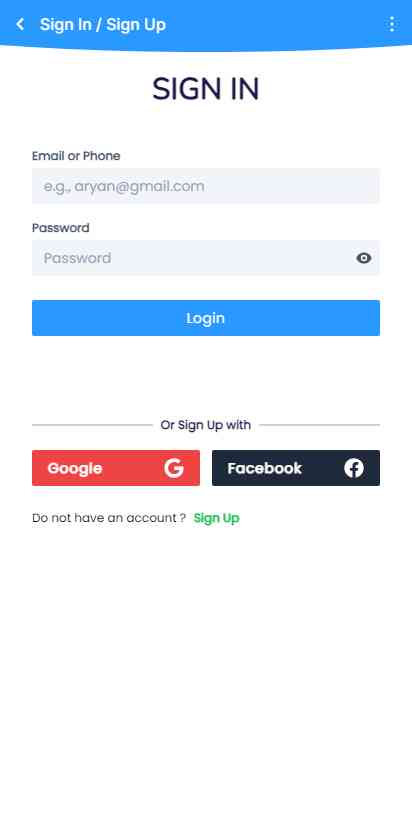 Sign In / Sign Up
SIGN IN
Email or Phone
e.g., aryan@gmail.com
Password
Password
Login
Or Sign Up with
Google
Facebook
Do not have an account ? Sign Up